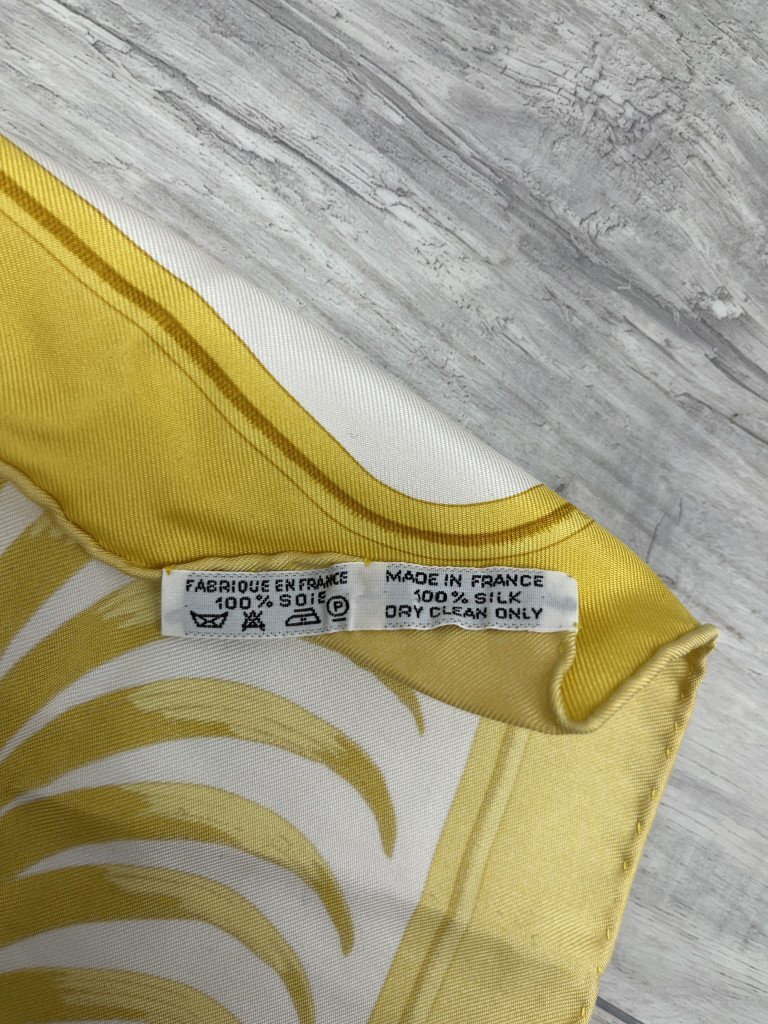 FABRIQUE EN FRANCE
100% SOIE
P
MADE IN FRANCE
100% SILK
DRY CLEAN ONLY